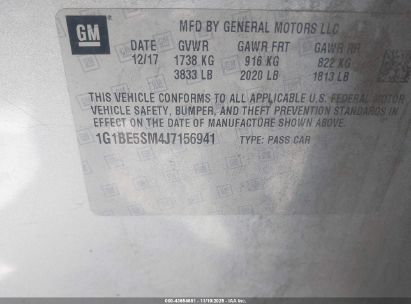 GM
MFD BY GENERAL MOTORS LLC
DATE GVWR GAWR FRT GAWR RR
12/17 1738 KG 916 KG 822 KG
3833 LB 2020 LB 1813 LB
THIS VEHICLE CONFORMS TO ALL APPLICABLE U.S. FEDERAL MOTOR
VEHICLE SAFETY, BUMPER, AND THEFT PREVENTION STANDARDS IN
EFFECT ON THE DATE OF MANUFACTURE SHOWN ABOVE.
1G1BE5SM4J7156941 TYPE: PASS CAR